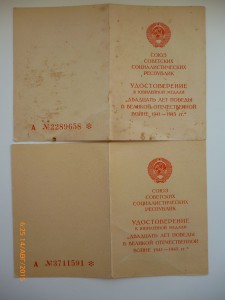 СОЮЗ
СОВЕТСКИХ
СОЦИАЛИСТИЧЕСКИХ
РЕСПУБЛИК
УДОСТОВЕРЕНИЕ
К ЮБИЛЕЙНОЙ МЕДАЛИ
„ДВАДЦАТЬ ЛЕТ ПОБЕДЫ
В ВЕЛИКОЙ ОТЕЧЕСТВЕННОЙ
ВОЙНЕ 1941—1945 гг.“
А №2289658
СОЮЗ
СОВЕТСКИХ
СОЦИАЛИСТИЧЕСКИХ
РЕСПУБЛИК
УДОСТОВЕРЕНИЕ
К ЮБИЛЕЙНОЙ МЕДАЛИ
„ДВАДЦАТЬ ЛЕТ ПОБЕДЫ
В ВЕЛИКОЙ ОТЕЧЕСТВЕННОЙ
ВОЙНЕ 1941—1945 гг.“
А №3711501